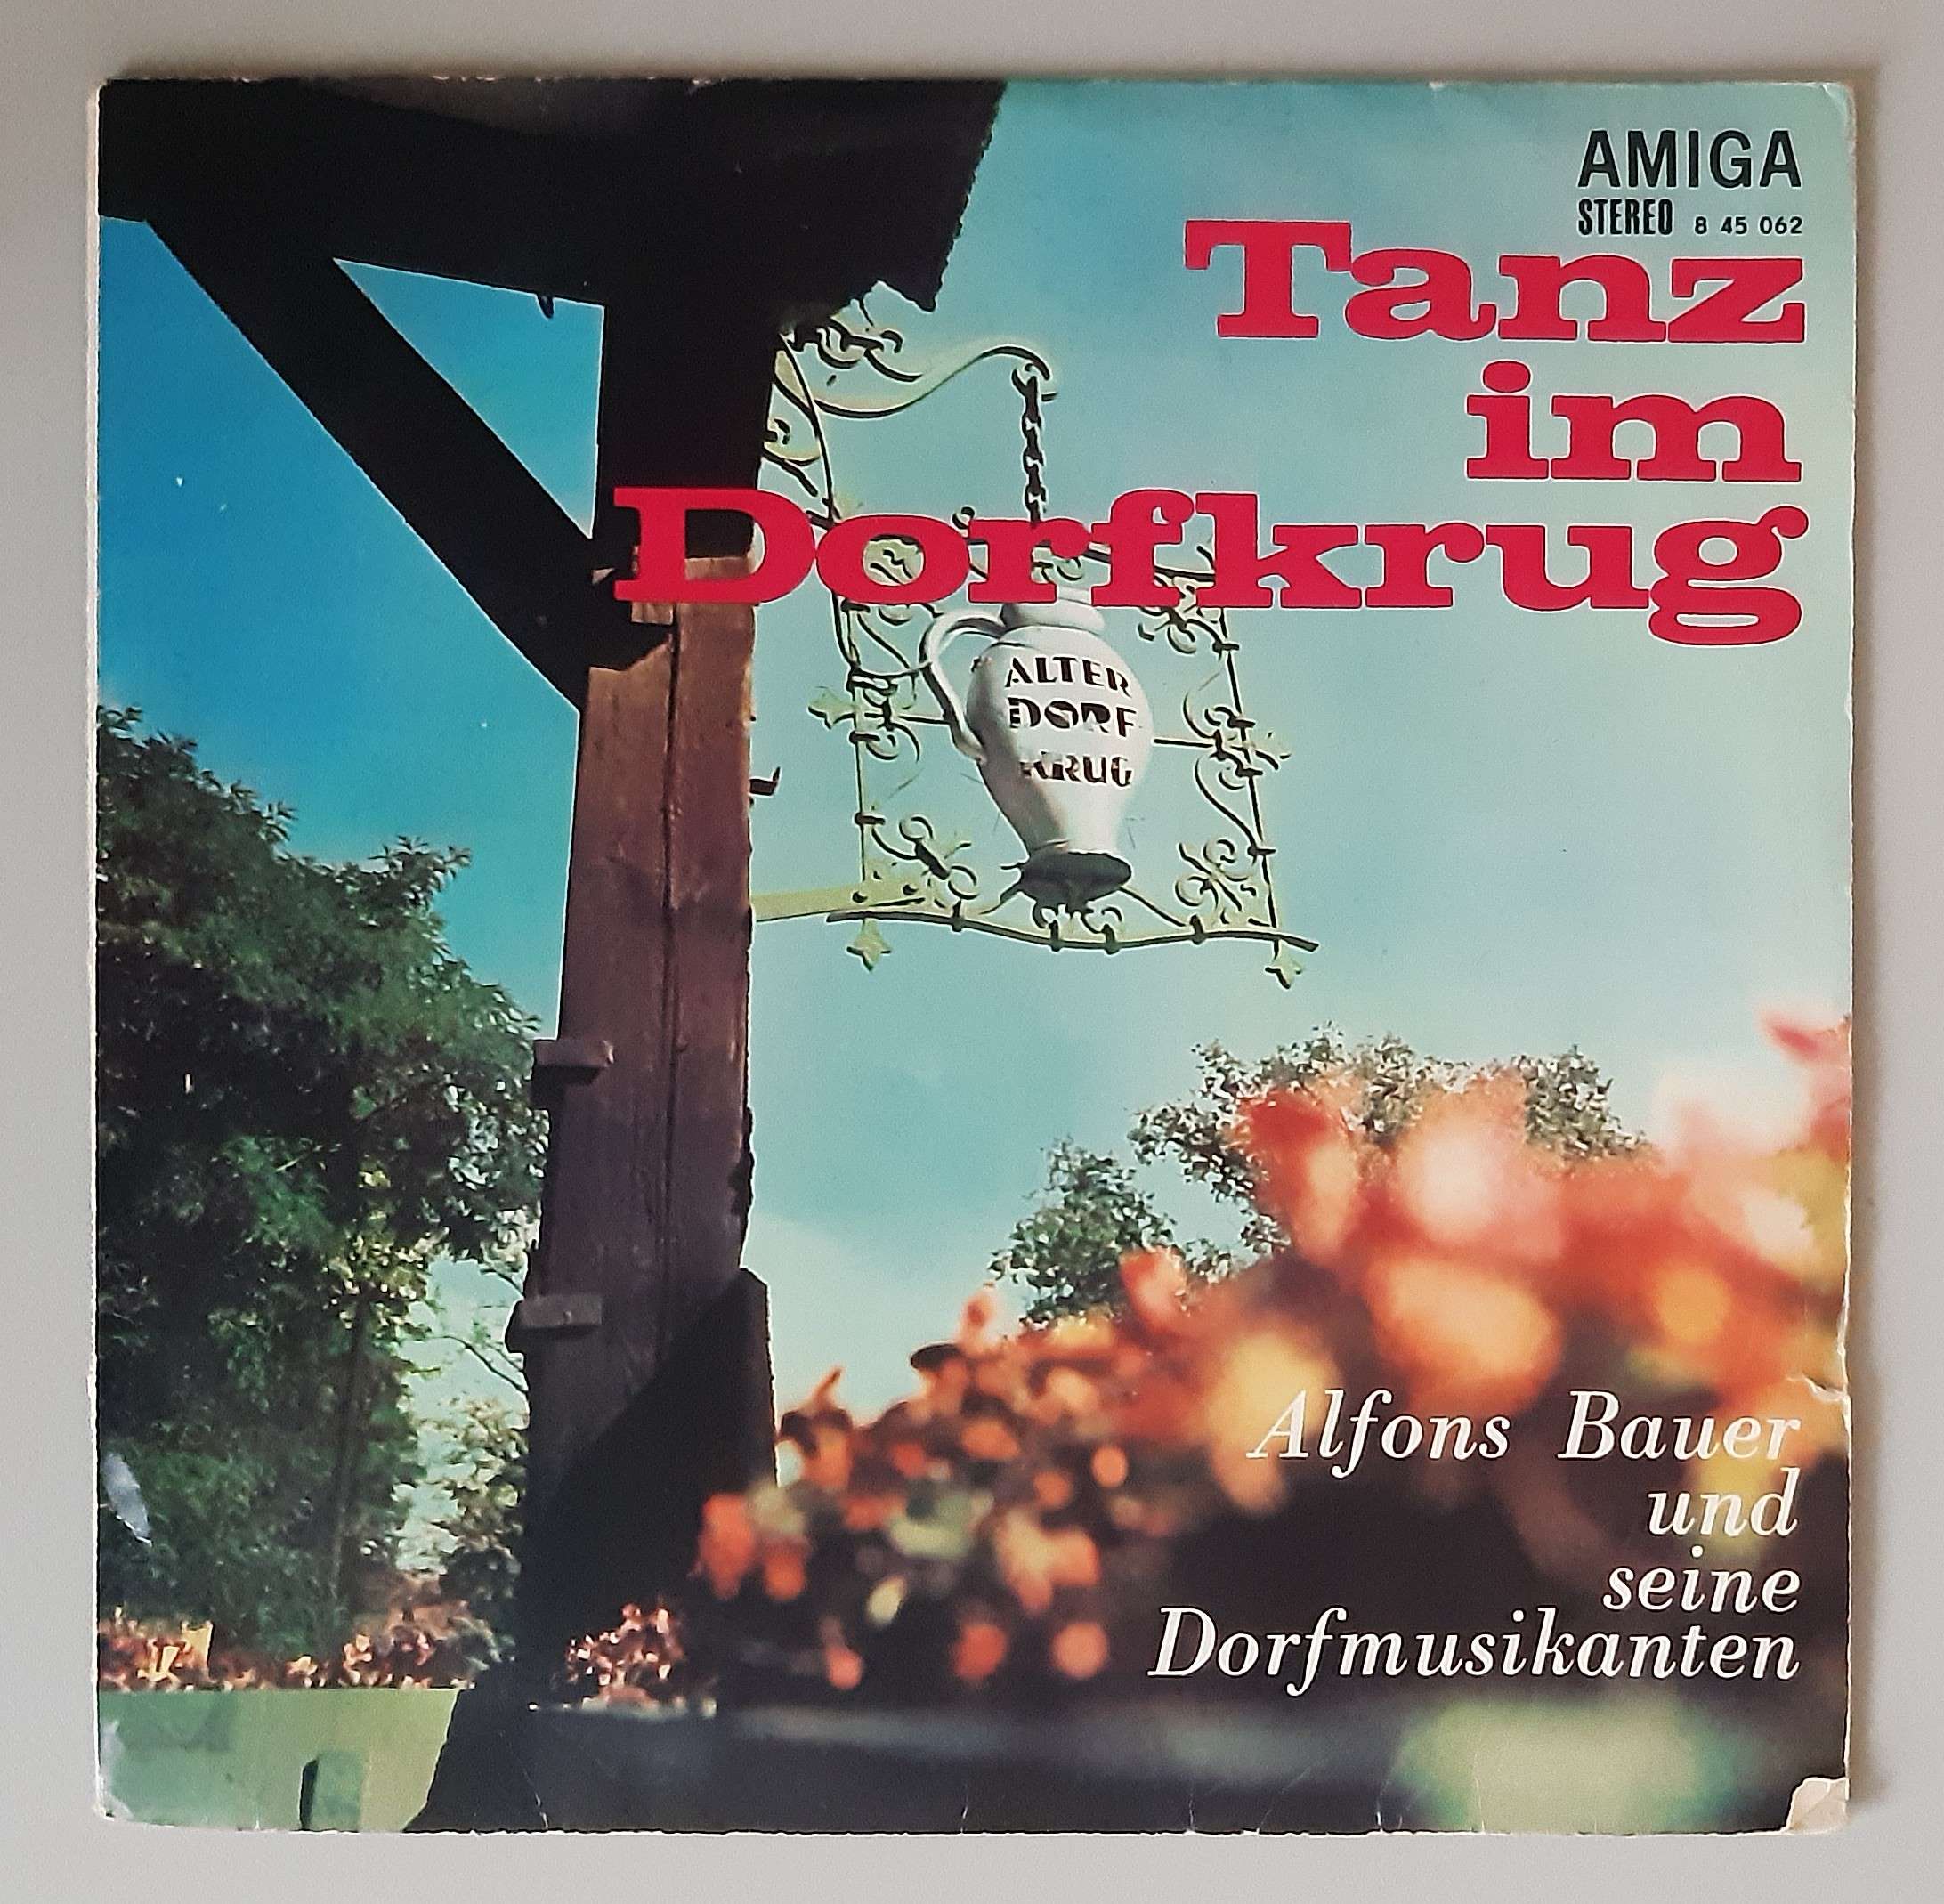 AMIGA
STEREO 8 45 062
Tanz
im
Dorfkrug
ALTER
DORF
KRUG
Alfons Bauer
und
seine
Dorfmusikanten